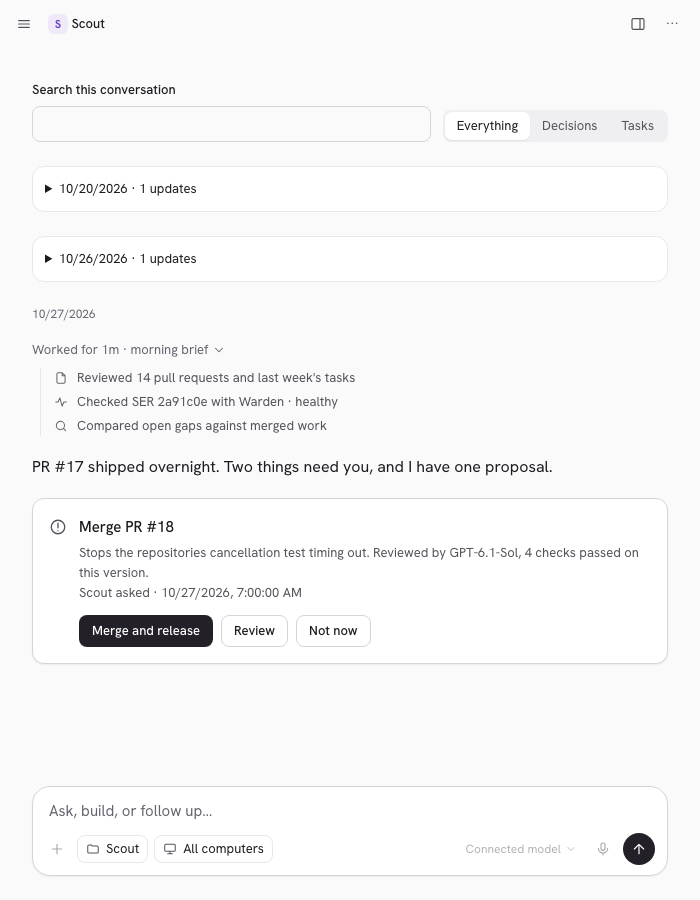 S Scout
Search this conversation
Everything Decisions Tasks
10/20/2026 · 1 updates
10/26/2026 · 1 updates
10/27/2026
Worked for 1m · morning brief
Reviewed 14 pull requests and last week's tasks
Checked SER 2a91c0e with Warden · healthy
Compared open gaps against merged work
PR #17 shipped overnight. Two things need you, and I have one proposal.
Merge PR #18
Stops the repositories cancellation test timing out. Reviewed by GPT-6.1-Sol, 4 checks passed on
this version.
Scout asked · 10/27/2026, 7:00:00 AM
Merge and release Review Not now
Ask, build, or follow up...
Scout All computers Connected model